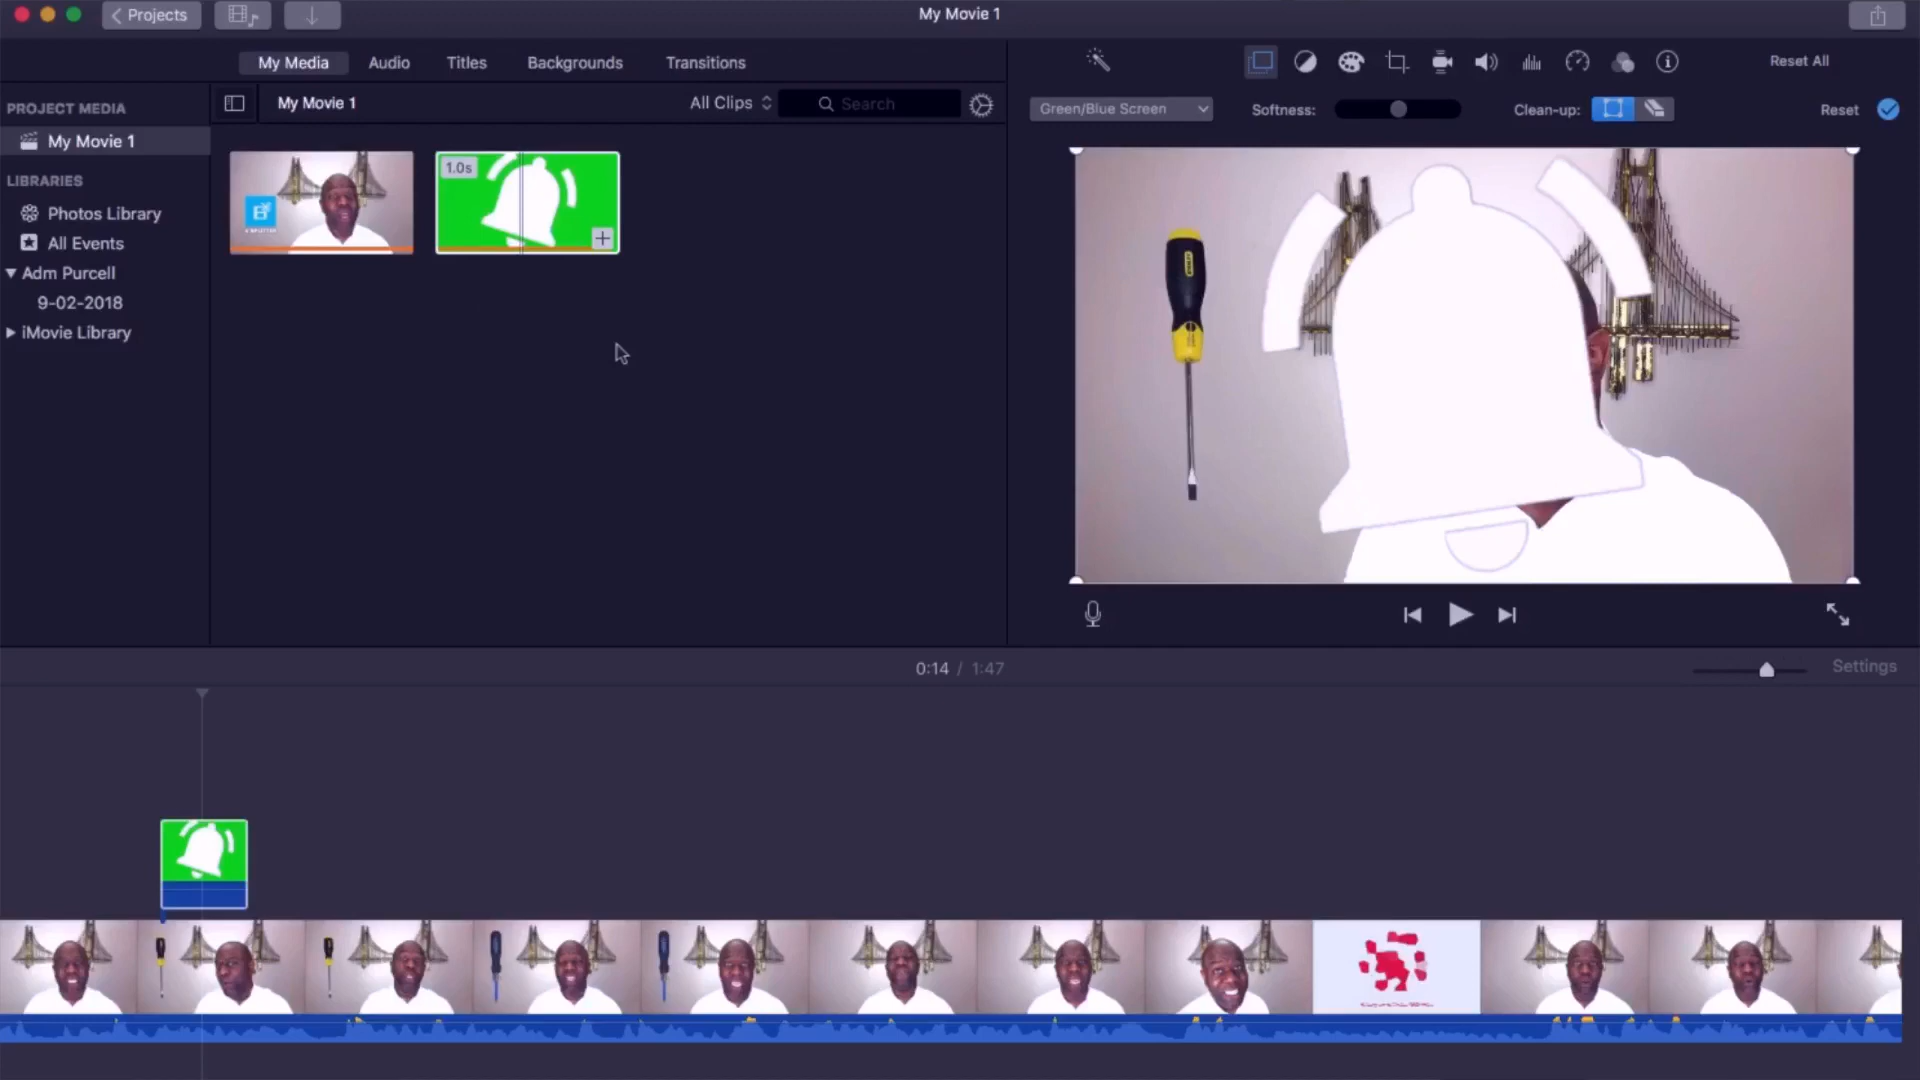 Projects
My Movie 1
My Media
Audio
Titles
Backgrounds
Transitions
Reset All
PROJECT MEDIA
My Movie 1
All Clips
Search
Green/Blue Screen
Softness:
Clean-up:
Reset
My Movie 1
LIBRARIES
Photos Library
All Events
Adm Purcell
9-02-2018
iMovie Library
1.0s
0:14 / 1:47
Settings